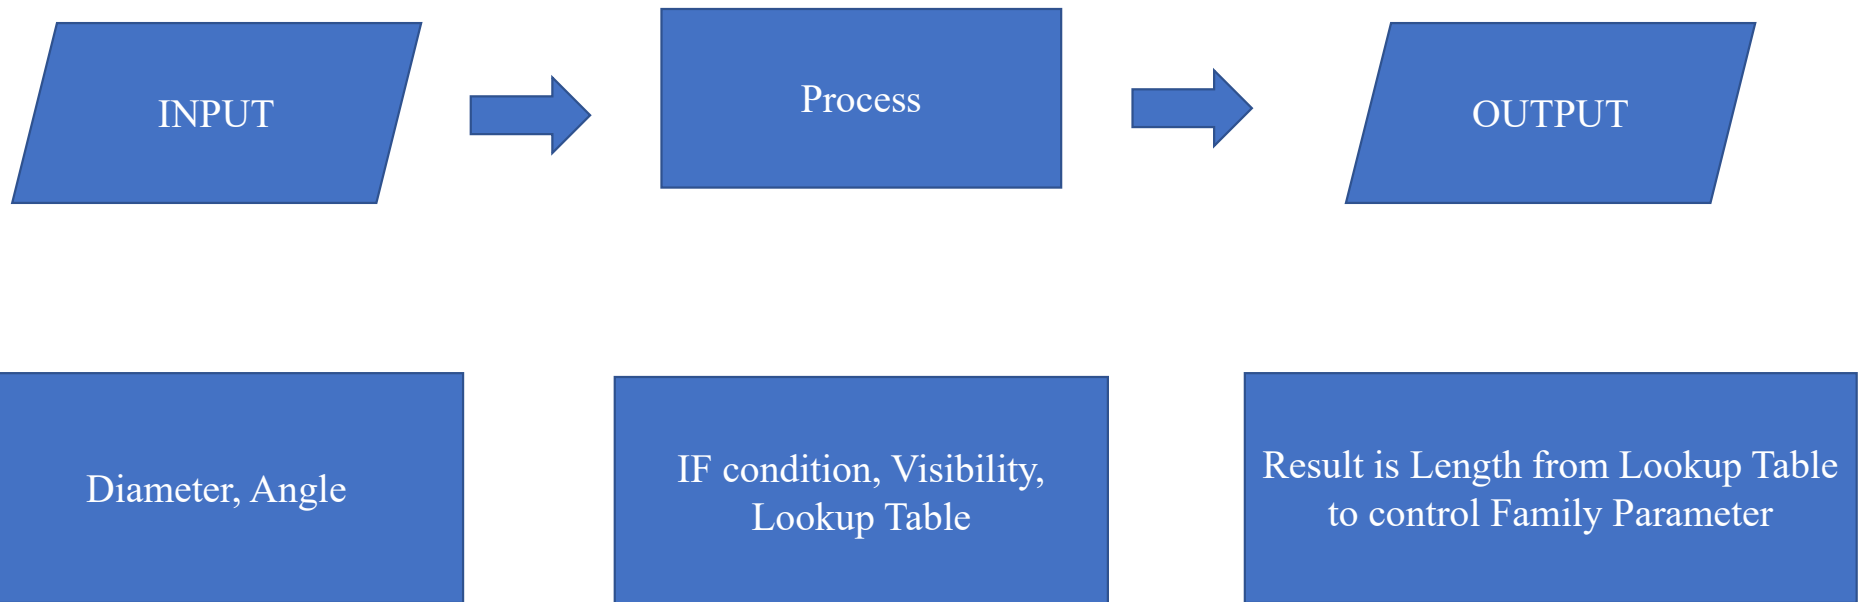 INPUT
Process
OUTPUT
Diameter, Angle
IF condition, Visibility,
Lookup Table
Result is Length from Lookup Table
to control Family Parameter